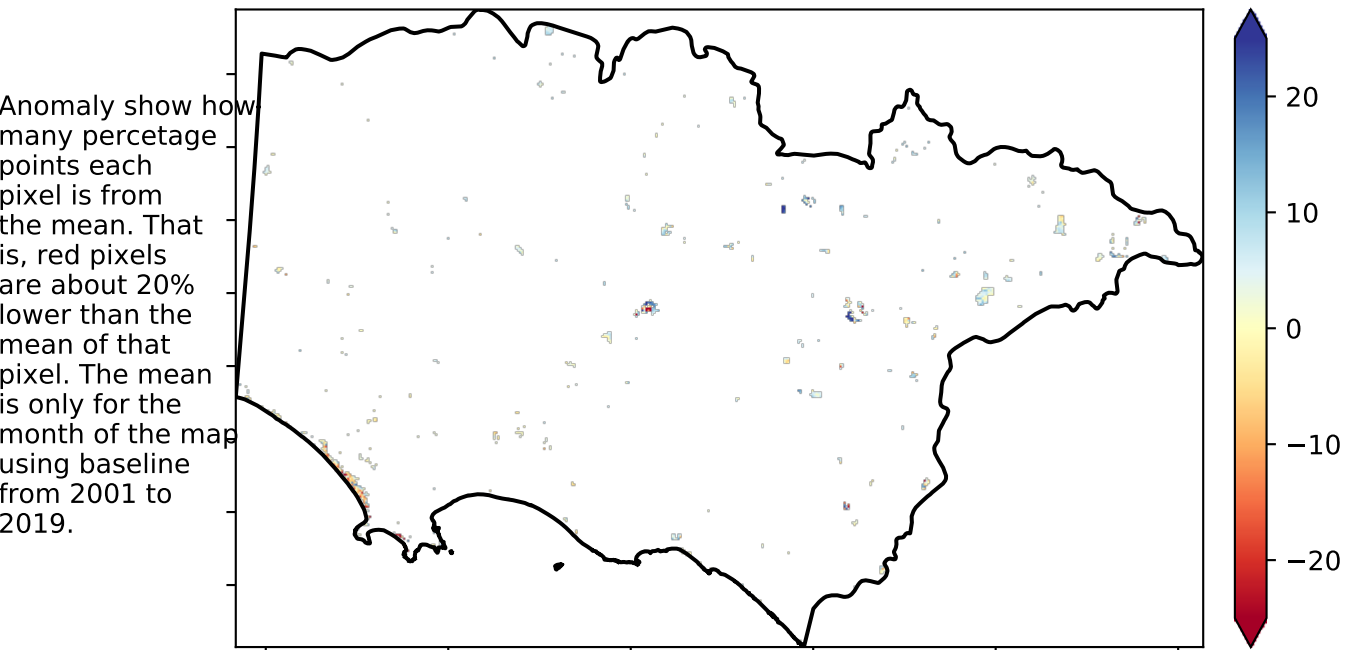 Anomaly show how
many percetage
points each
pixel is from
the mean. That
is, red pixels
are about 20%
lower than the
mean of that
pixel. The mean
is only for the
month of the map
using baseline
from 2001 to
2019.
20
10
0
−10
−20